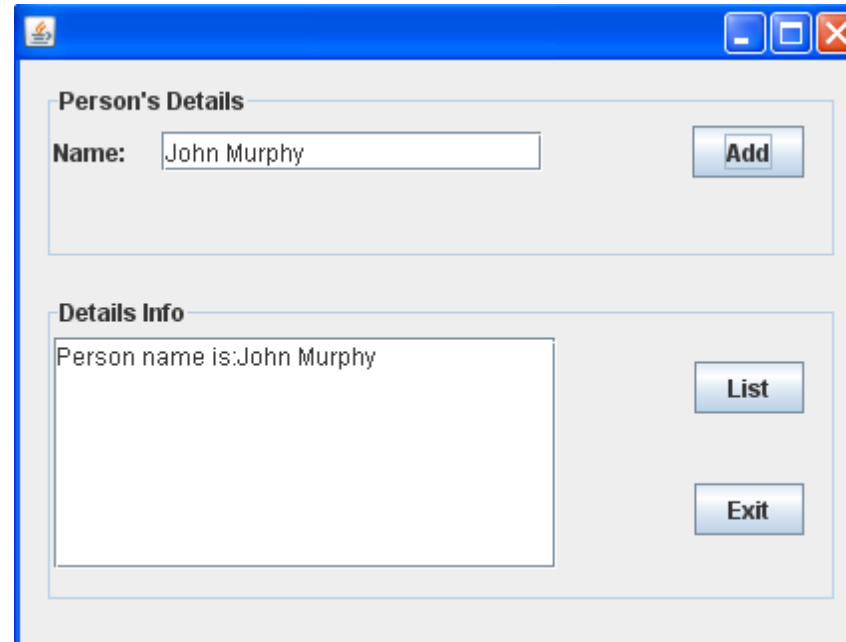 Person's Details
Name: John Murphy Add
Details Info
Person name is:John Murphy
List
Exit